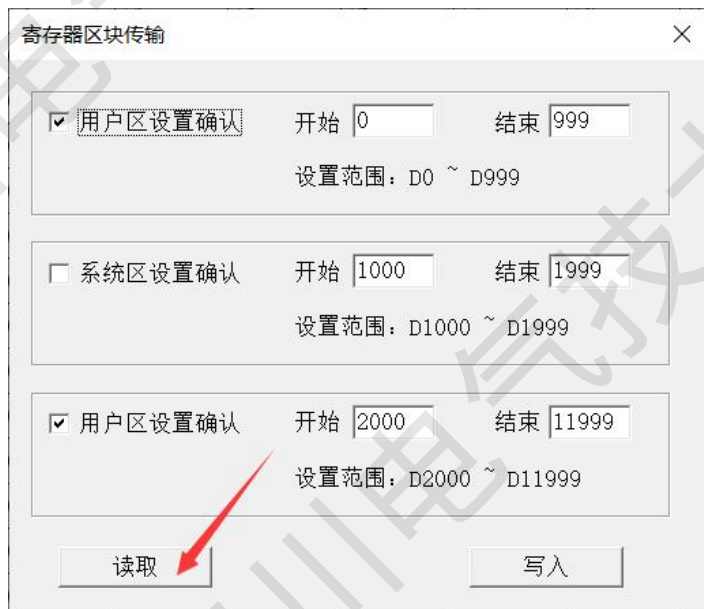 寄存器区块传输
用户区设置确认 开始 0 结束 999
设置范围: D0 ~ D999
系统区设置确认 开始 1000 结束 1999
设置范围: D1000 ~ D1999
用户区设置确认 开始 2000 结束 11999
设置范围: D2000 ~ D11999
读取 写入